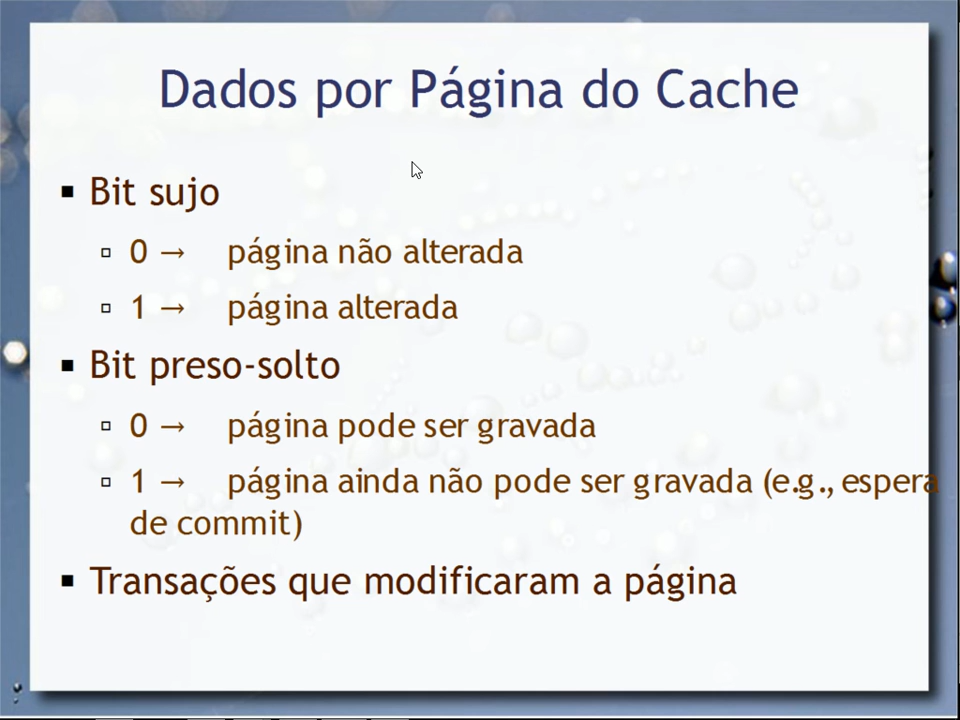 Dados por Página do Cache
▪ Bit sujo
▫ 0 → página não alterada
▫ 1 → página alterada
▪ Bit preso-solto
▫ 0 → página pode ser gravada
▫ 1 → página ainda não pode ser gravada (e.g., espera
de commit)
▪ Transações que modificaram a página